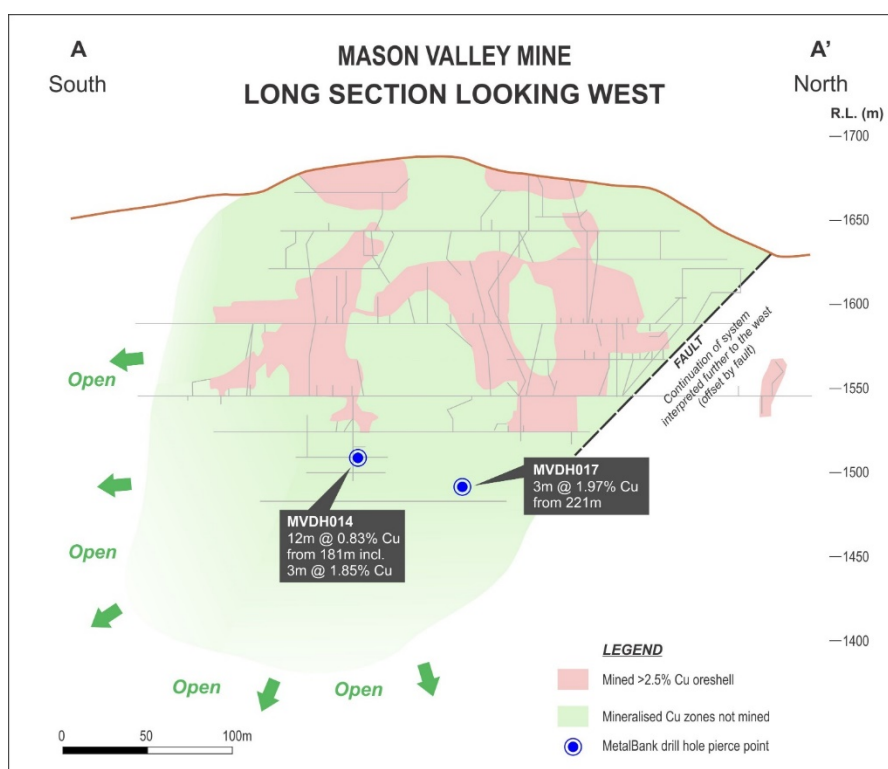 A
South
MASON VALLEY MINE
LONG SECTION LOOKING WEST
A'
North
R.L. (m)
—1700
—1650
—1600
—1550
—1500
—1450
—1400
FAULT
Continuation of system
interpreted further to the west
(offset by fault)
Open
Open
Open
Open
MVDH014
12m @ 0.83% Cu
from 181m incl.
3m @ 1.85% Cu
MVDH017
3m @ 1.97% Cu
from 221m
LEGEND
Mined >2.5% Cu oreshell
Mineralised Cu zones not mined
MetalBank drill hole pierce point
0 50 100m